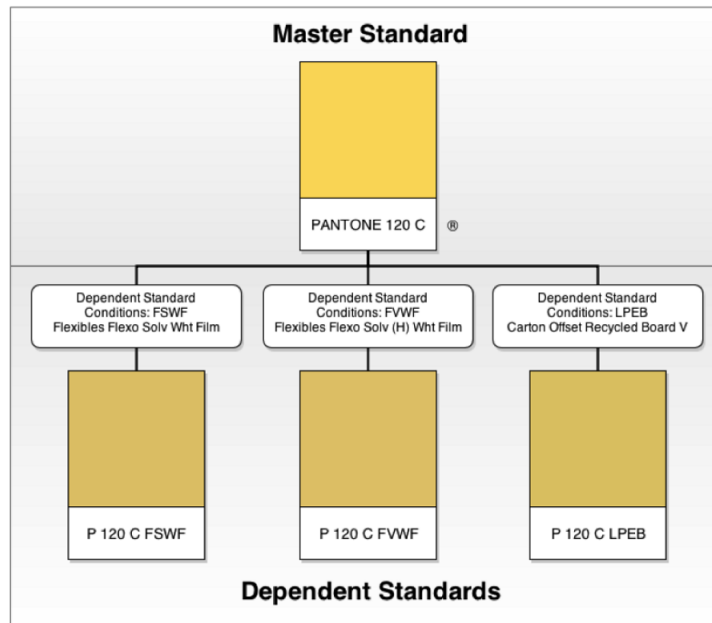 Master Standard
PANTONE 120 C ®
Dependent Standard
Conditions: FSWF
Flexibles Flexo Solv Wht Film
Dependent Standard
Conditions: FVWF
Flexibles Flexo Solv (H) Wht Film
Dependent Standard
Conditions: LPEB
Carton Offset Recycled Board V
P 120 C FSWF
P 120 C FVWF
P 120 C LPEB
Dependent Standards